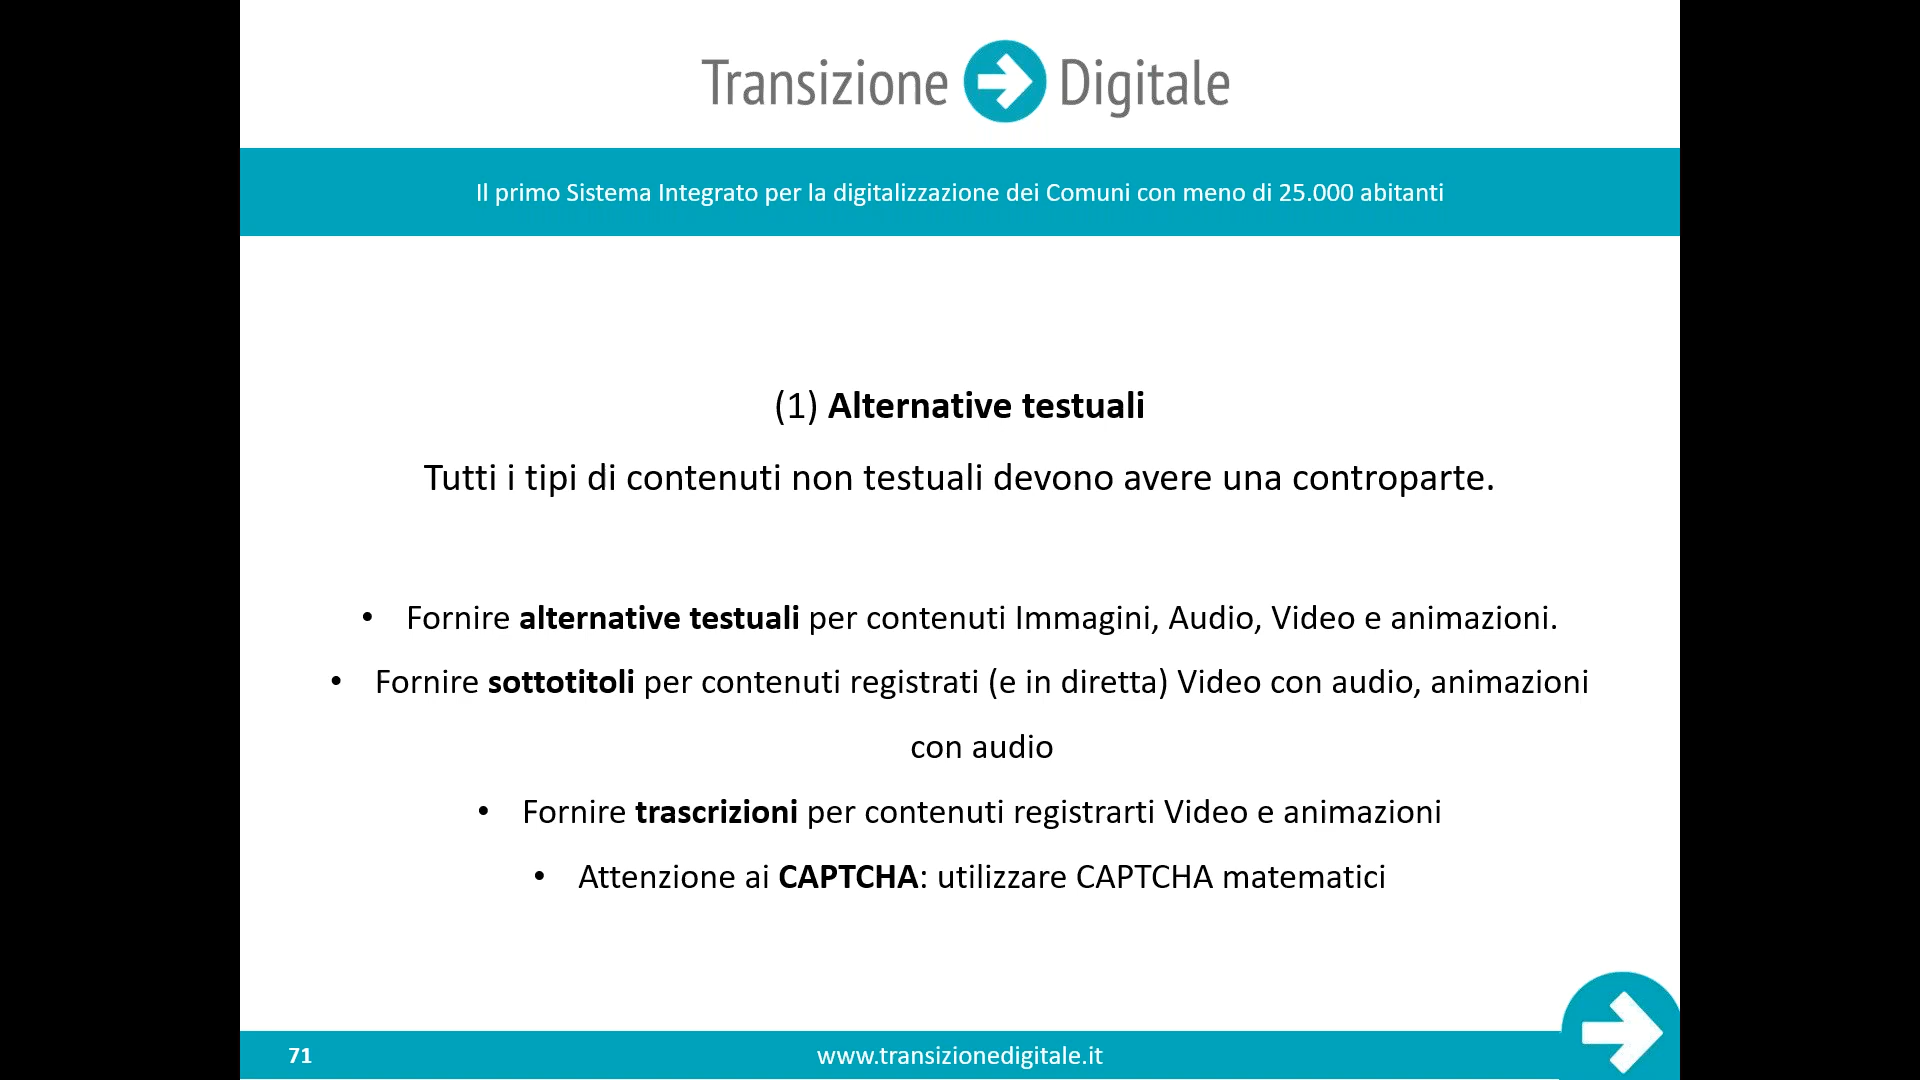 Transizione Digitale
Il primo Sistema Integrato per la digitalizzazione dei Comuni con meno di 25.000 abitanti
(1) Alternative testuali
Tutti i tipi di contenuti non testuali devono avere una controparte.
• Fornire alternative testuali per contenuti Immagini, Audio, Video e animazioni.
• Fornire sottotitoli per contenuti registrati (e in diretta) Video con audio, animazioni
con audio
• Fornire trascrizioni per contenuti registrarti Video e animazioni
• Attenzione ai CAPTCHA: utilizzare CAPTCHA matematici
71
www.transizionedigitale.it